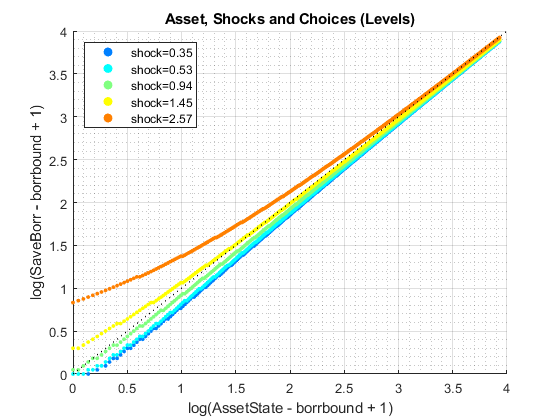 Asset, Shocks and Choices (Levels)
4
3.5
3
2.5
2
1.5
1
0.5
0
log(SaveBorr - borrbound + 1)
shock=0.35
shock=0.53
shock=0.94
shock=1.45
shock=2.57
0 0.5 1 1.5 2 2.5 3 3.5 4
log(AssetState - borrbound + 1)